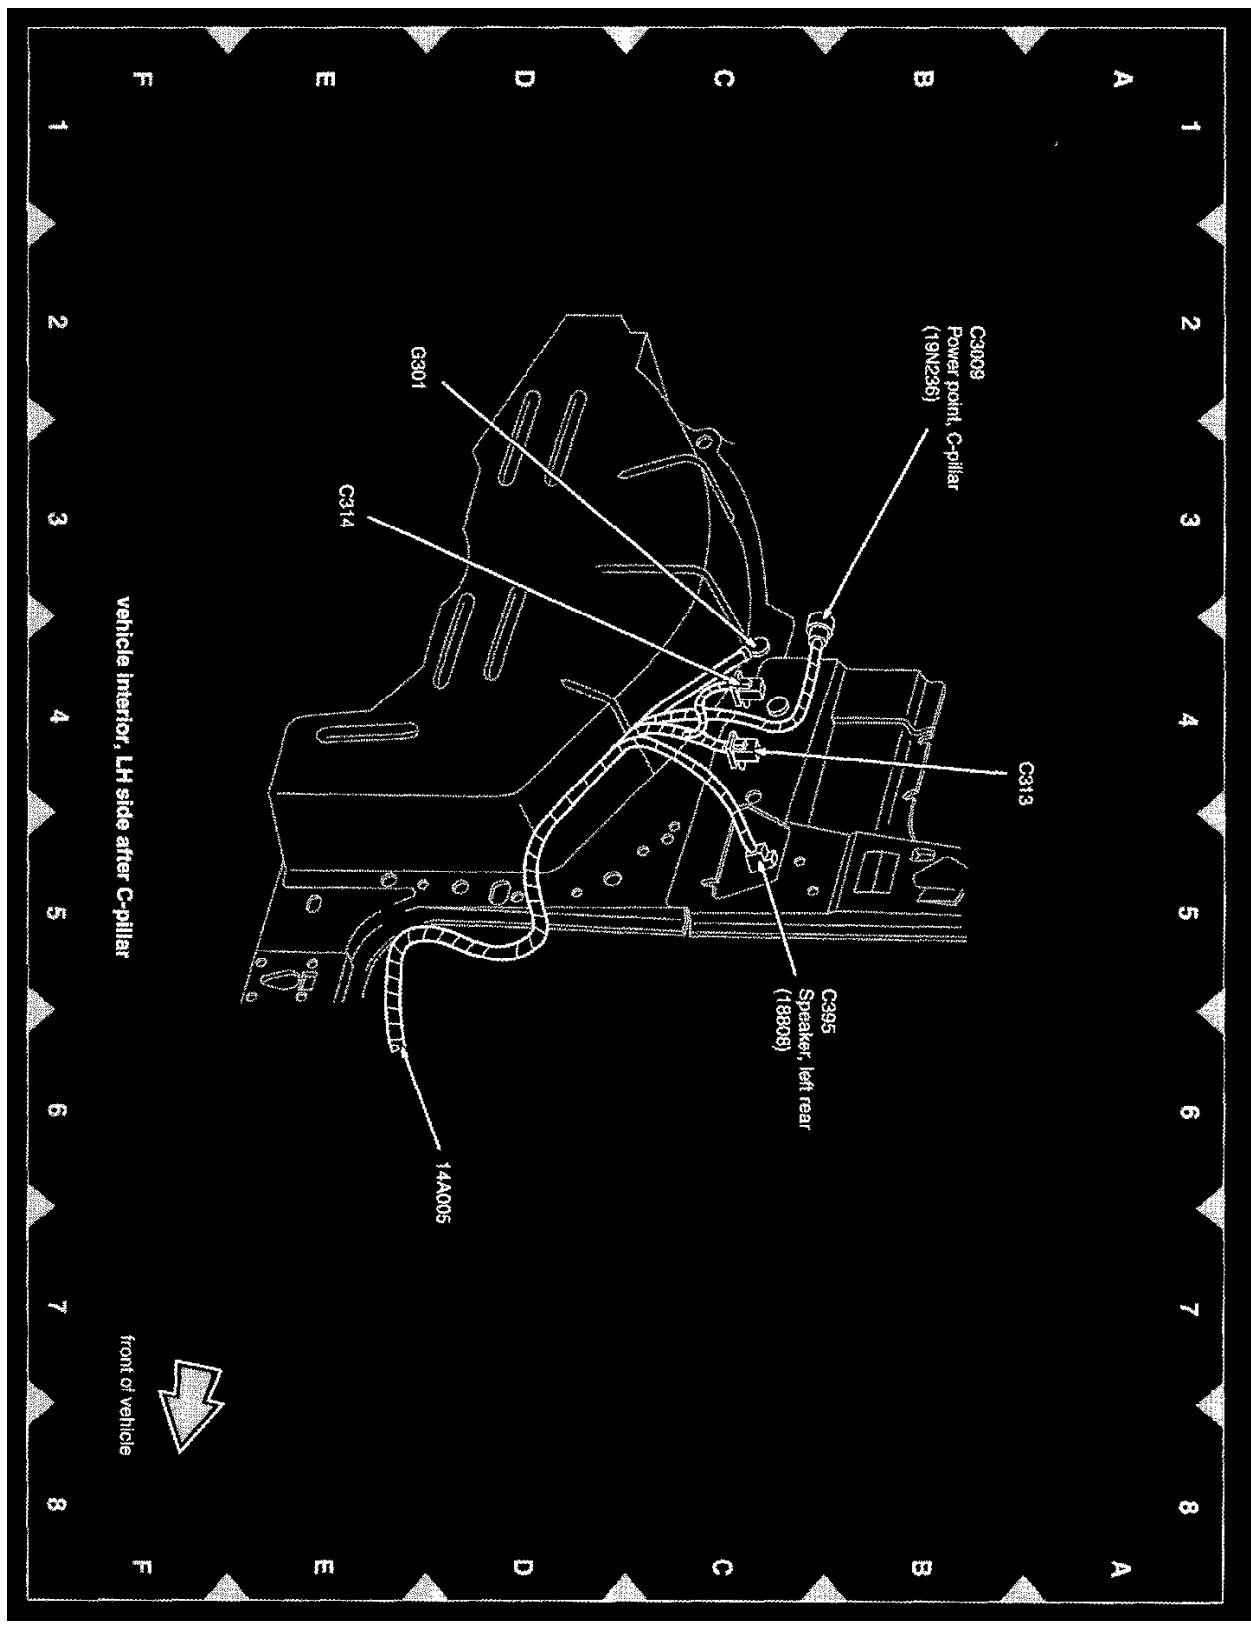 A
B
C
D
E
F
1
2
3
4
5
6
7
8
1
2
3
4
5
6
7
8
C3009
Power point, C-pillar
(19N236)
C313
C395
Speaker, left rear
(18808)
G301
C314
14A005
vehicle interior, LH side after C-pillar
front of vehicle
A
B
C
D
E
F